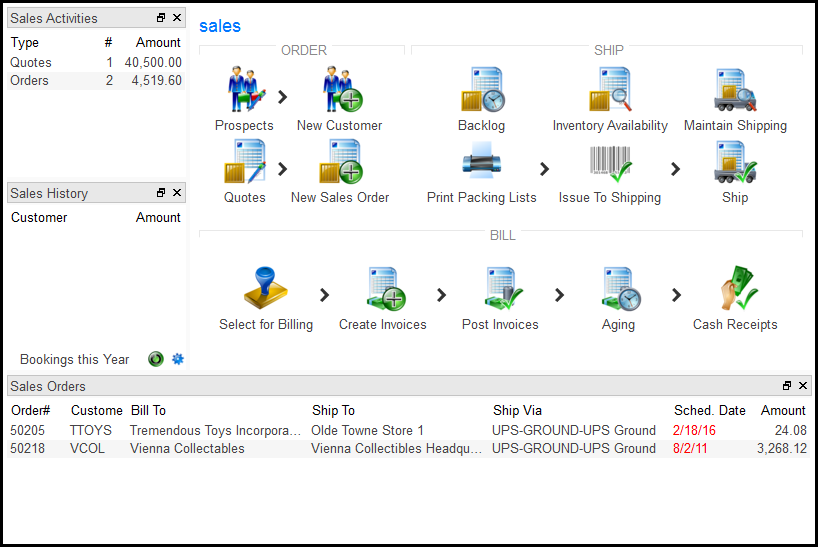 Sales Activities
Type # Amount
Quotes 1 40,500.00
Orders 2 4,519.60
Sales History
Customer Amount
Bookings this Year
sales
ORDER
Prospects New Customer
Quotes New Sales Order
SHIP
Backlog Inventory Availability Maintain Shipping
Print Packing Lists Issue To Shipping Ship
BILL
Select for Billing Create Invoices Post Invoices Aging Cash Receipts
Sales Orders
Order# Custome Bill To Ship To Ship Via Sched. Date Amount
50205 TTOYS Tremendous Toys Incorpora... Olde Towne Store 1 UPS-GROUND-UPS Ground 2/18/16 24.08
50218 VCOL Vienna Collectables Vienna Collectibles Headqu... UPS-GROUND-UPS Ground 8/2/11 3,268.12